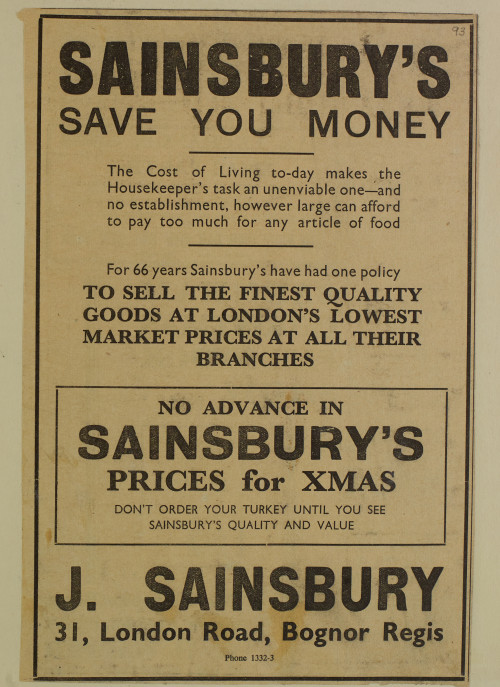 93
SAINSBURY'S
SAVE YOU MONEY
The Cost of Living to-day makes the
Housekeeper's task an unenviable one—and
no establishment, however large can afford
to pay too much for any article of food
For 66 years Sainsbury's have had one policy
TO SELL THE FINEST QUALITY
GOODS AT LONDON'S LOWEST
MARKET PRICES AT ALL THEIR
BRANCHES
NO ADVANCE IN
SAINSBURY'S
PRICES for XMAS
DON'T ORDER YOUR TURKEY UNTIL YOU SEE
SAINSBURY'S QUALITY AND VALUE
J. SAINSBURY
31, London Road, Bognor Regis
Phone 1332-3